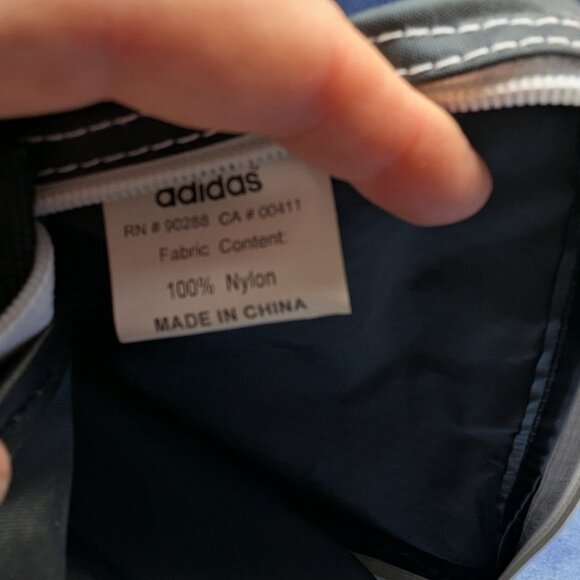 adidas
RN # 90288 CA # 00411
Fabric Content:
100% Nylon
MADE IN CHINA